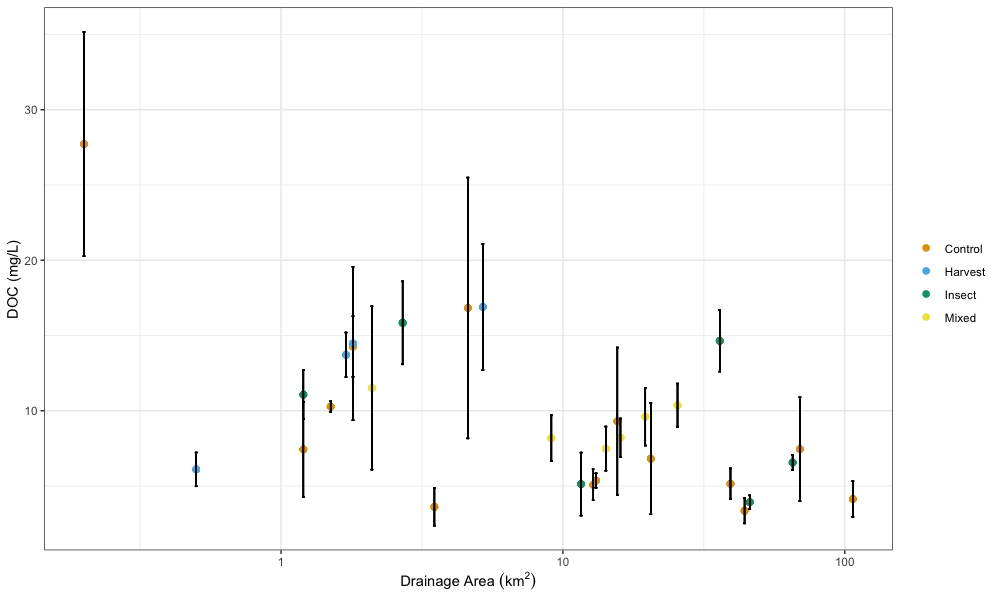 30
20
10
DOC (mg/L)
1
10
100
Drainage Area (km²)
Control
Harvest
Insect
Mixed